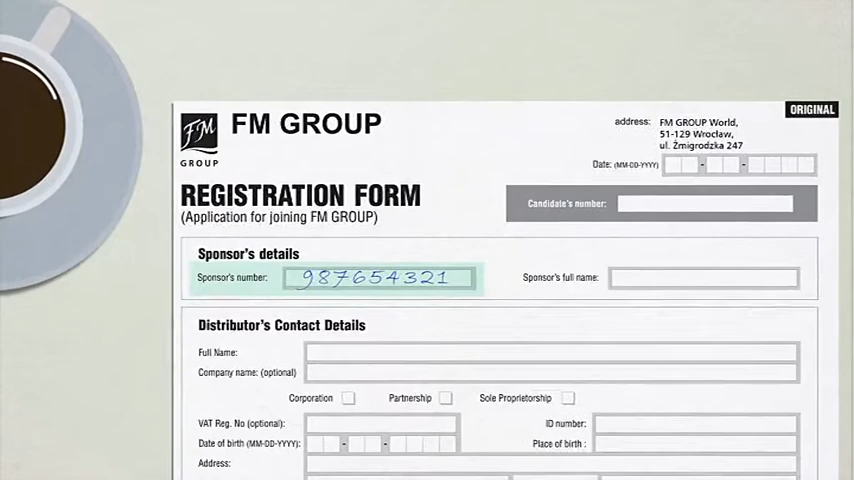 ORIGINAL
FM GROUP
FM
GROUP
address: FM GROUP World,
51-129 Wrocław,
ul. Żmigrodzka 247
Date: (MM-DD-YYYY)
REGISTRATION FORM
(Application for joining FM GROUP)
Candidate's number:
Sponsor's details
Sponsor's number: 987654321 Sponsor's full name:
Distributor's Contact Details
Full Name:
Company name: (optional)
Corporation Partnership Sole Proprietorship
VAT Reg. No (optional): ID number:
Date of birth (MM-DD-YYYY): Place of birth :
Address: